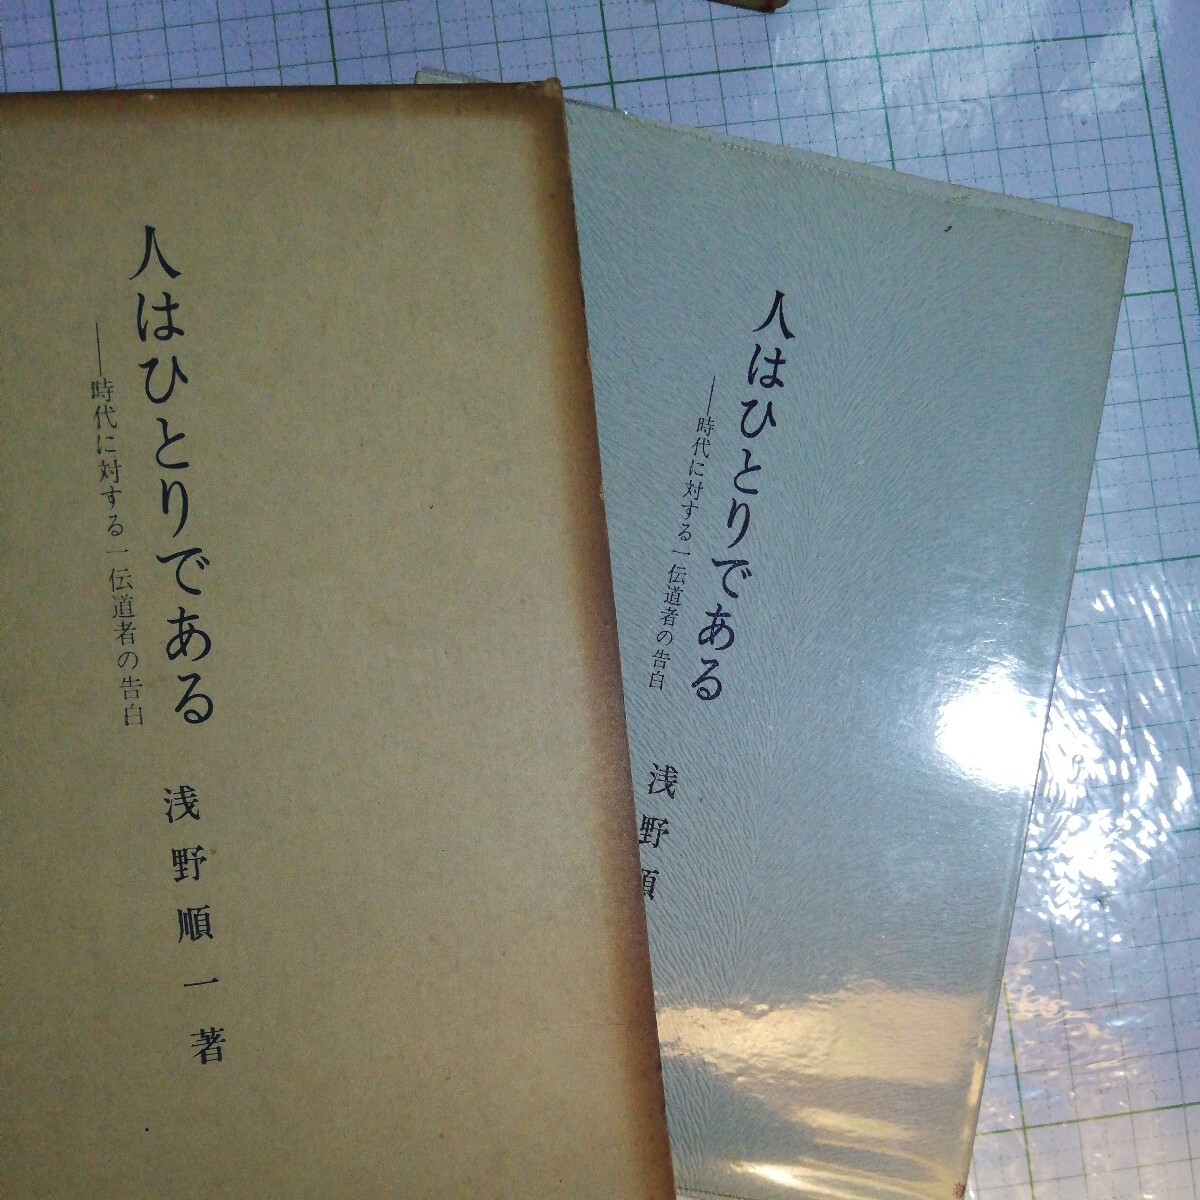 人はひとりである
――時代に対する一伝道者の告白
浅野順一著
人はひとりである
――時代に対する一伝道者の告白
浅野順